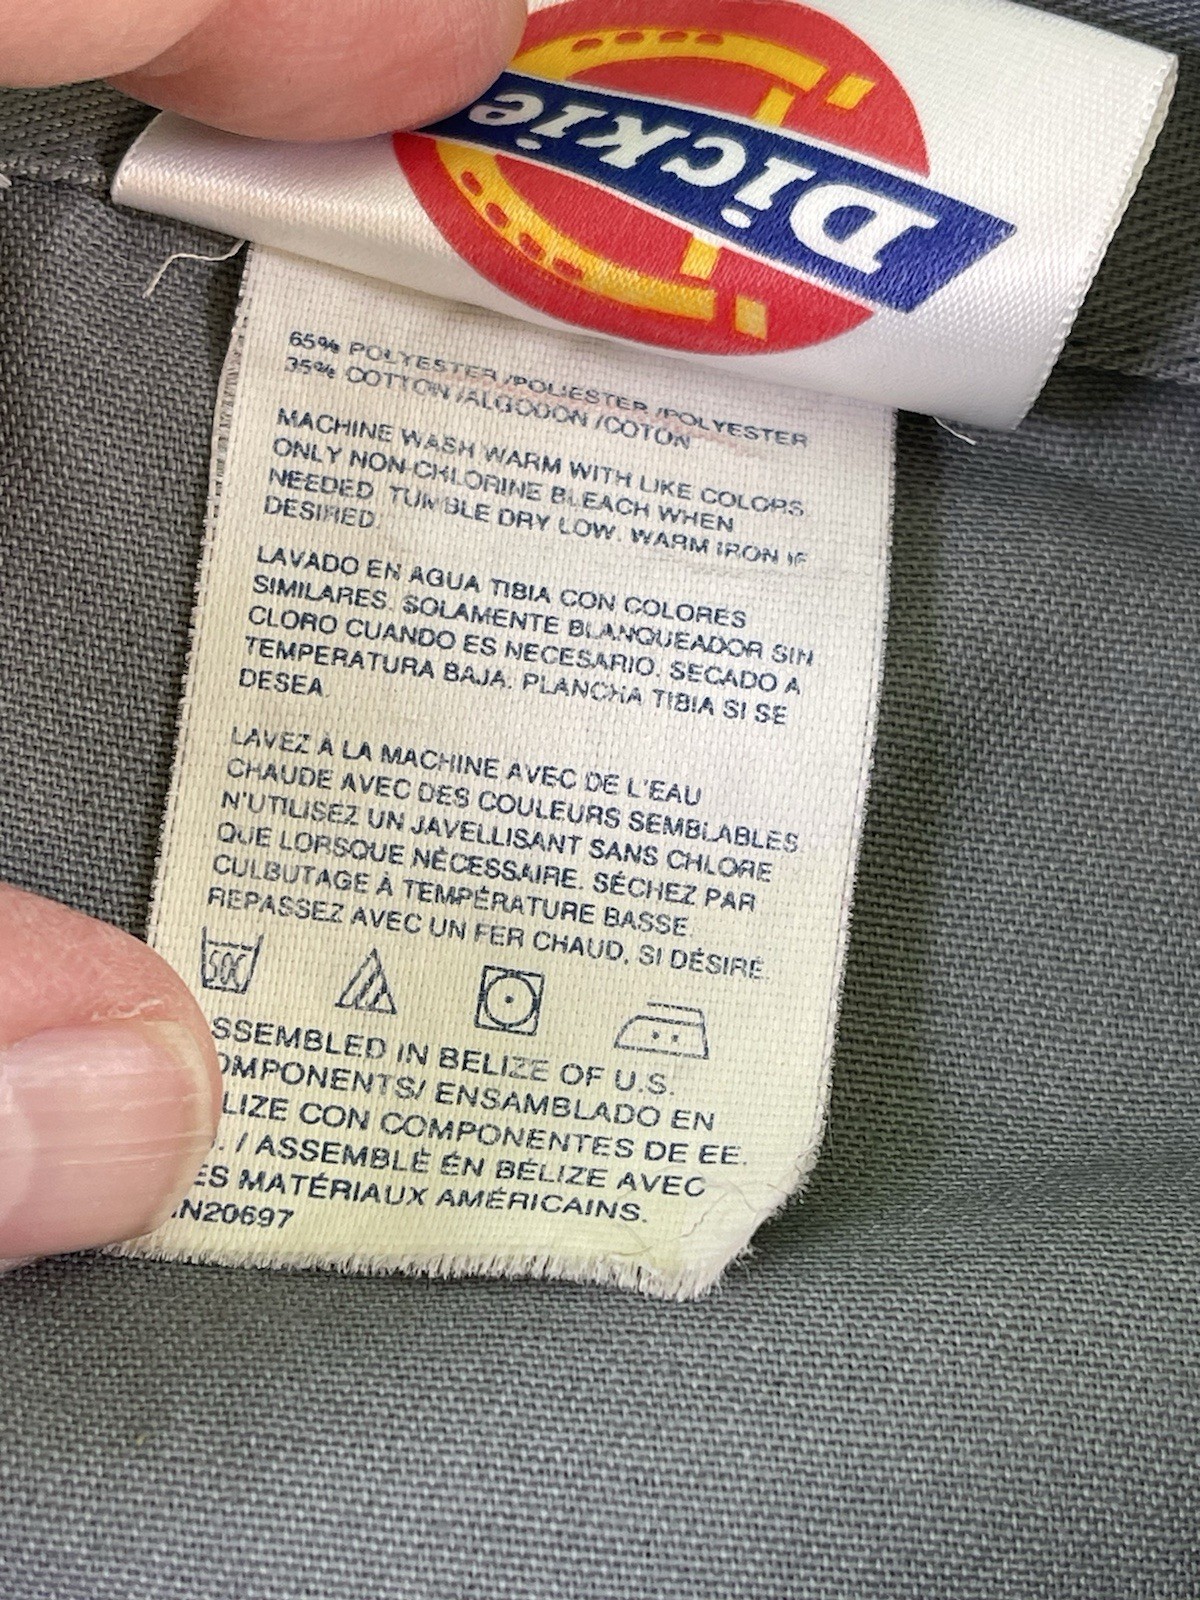 Dickie
65% POLYESTER /POLIESTER /POLYESTER
35% COTTON /ALGODON /COTON
MACHINE WASH WARM WITH LIKE COLORS.
ONLY NON-CHLORINE BLEACH WHEN
NEEDED. TUMBLE DRY LOW. WARM IRON IF
DESIRED.
LAVADO EN AGUA TIBIA CON COLORES
SIMILARES. SOLAMENTE BLANQUEADOR SIN
CLORO CUANDO ES NECESARIO. SECADO A
TEMPERATURA BAJA. PLANCHA TIBIA SI SE
DESEA.
LAVEZ À LA MACHINE AVEC DE L'EAU
CHAUDE AVEC DES COULEURS SEMBLABLES.
N'UTILISEZ UN JAVELLISANT SANS CHLORE
QUE LORSQUE NÉCESSAIRE. SÉCHEZ PAR
CULBUTAGE À TEMPÉRATURE BASSE.
REPASSEZ AVEC UN FER CHAUD, SI DÉSIRÉ.
50C
SSEMBLED IN BELIZE OF U.S.
OMPONENTS/ ENSAMBLADO EN
LIZE CON COMPONENTES DE EE.
. / ASSEMBLÉ EN BÉLIZE AVEC
ES MATÉRIAUX AMÉRICAINS.
N20697